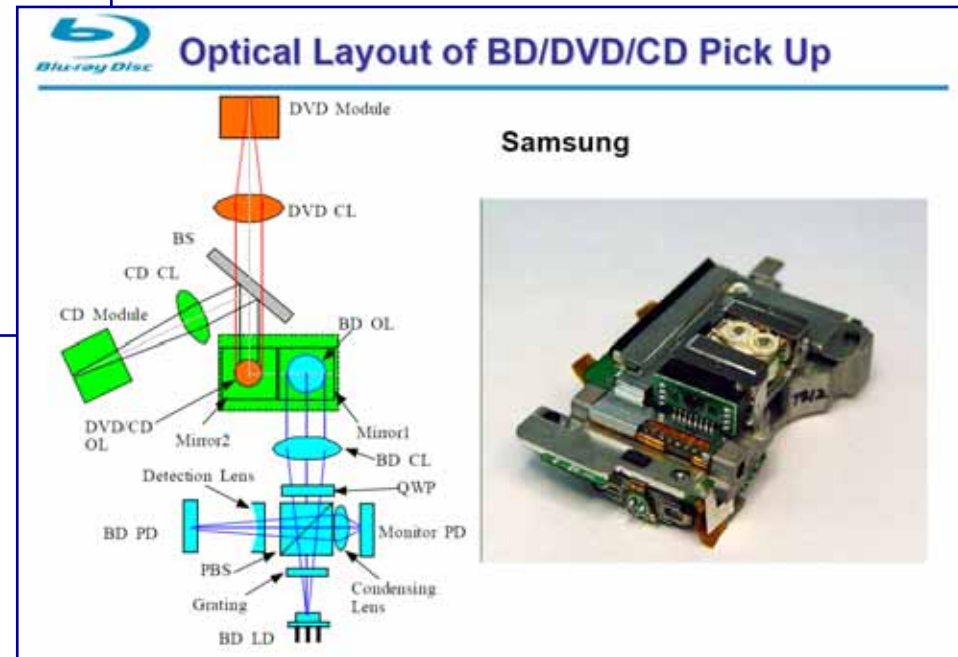 Blu-ray Disc
Optical Layout of BD/DVD/CD Pick Up
Samsung
DVD Module
DVD CL
BS
CD CL
CD Module
BD OL
DVD/CD
OL
Mirror2
Mirror1
BD CL
Detection Lens
QWP
BD PD
Monitor PD
PBS
Grating
Condensing
Lens
BD LD